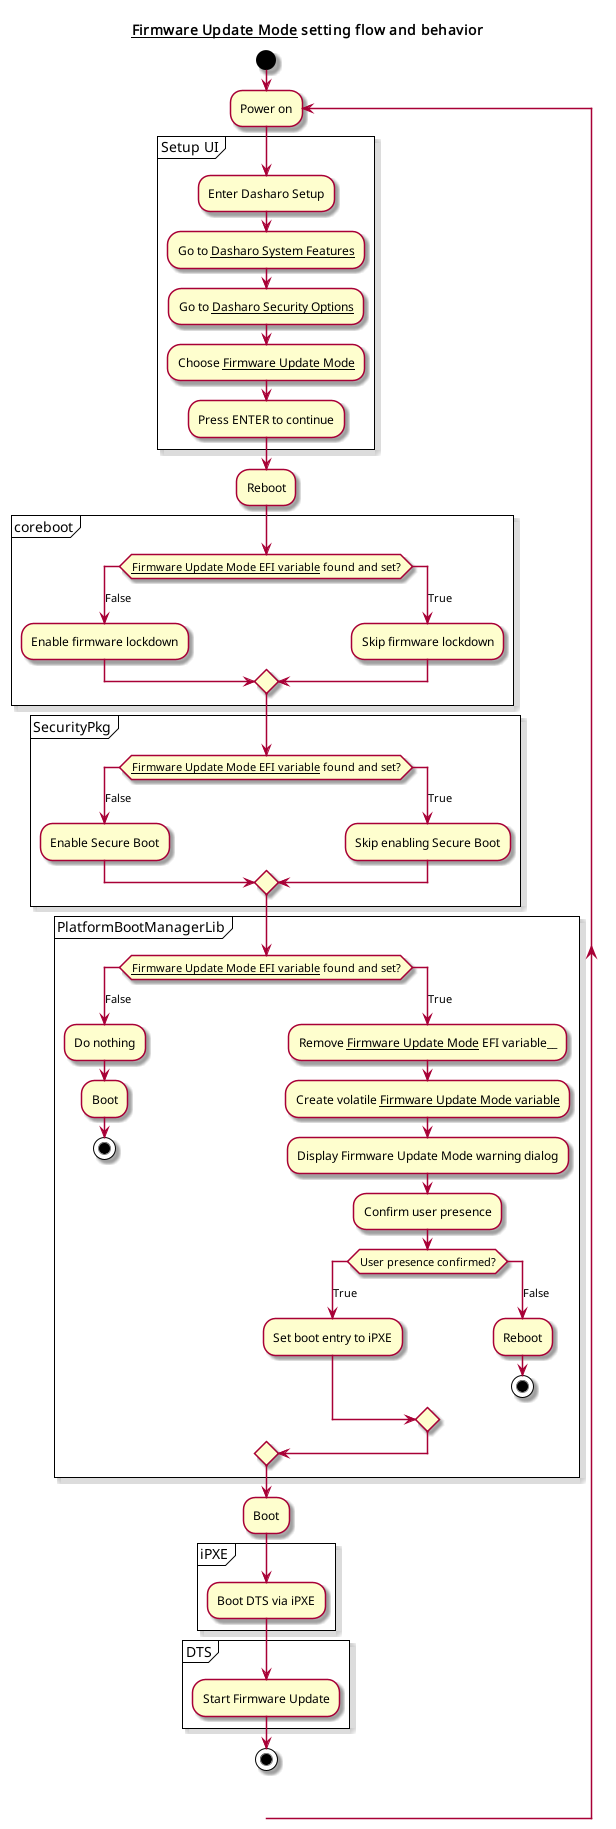 Firmware Update Mode setting flow and behavior
Power on
Setup UI
Enter Dasharo Setup
Go to Dasharo System Features
Go to Dasharo Security Options
Choose Firmware Update Mode
Press ENTER to continue
Reboot
coreboot
Firmware Update Mode EFI variable found and set?
False
True
Enable firmware lockdown
Skip firmware lockdown
SecurityPkg
Firmware Update Mode EFI variable found and set?
False
True
Enable Secure Boot
Skip enabling Secure Boot
PlatformBootManagerLib
Firmware Update Mode EFI variable found and set?
False
True
Do nothing
Remove Firmware Update Mode EFI variable__
Boot
Create volatile Firmware Update Mode variable
Display Firmware Update Mode warning dialog
Confirm user presence
User presence confirmed?
True
False
Set boot entry to iPXE
Reboot
Boot
iPXE
Boot DTS via iPXE
DTS
Start Firmware Update